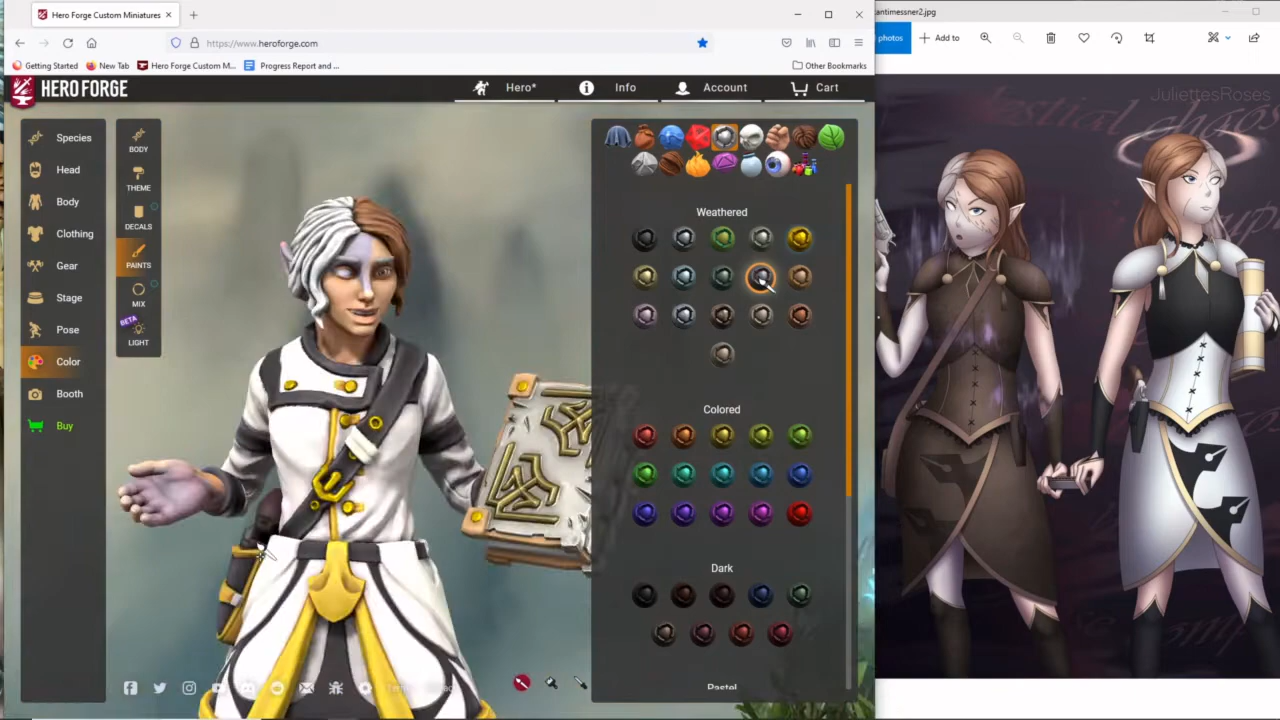 Hero Forge Custom Miniatures
antimessner2.jpg
https://www.heroforge.com
photos
Add to
Getting Started
New Tab
Hero Forge Custom M...
Progress Report and ...
Other Bookmarks
HERO FORGE
Hero*
Info
Account
Cart
JuliettesRoses
Species
Head
Body
Clothing
Gear
Stage
Pose
Color
Booth
Buy
BODY
THEME
DECALS
PAINTS
MIX
BETA
LIGHT
Weathered
Colored
Dark
Pastel